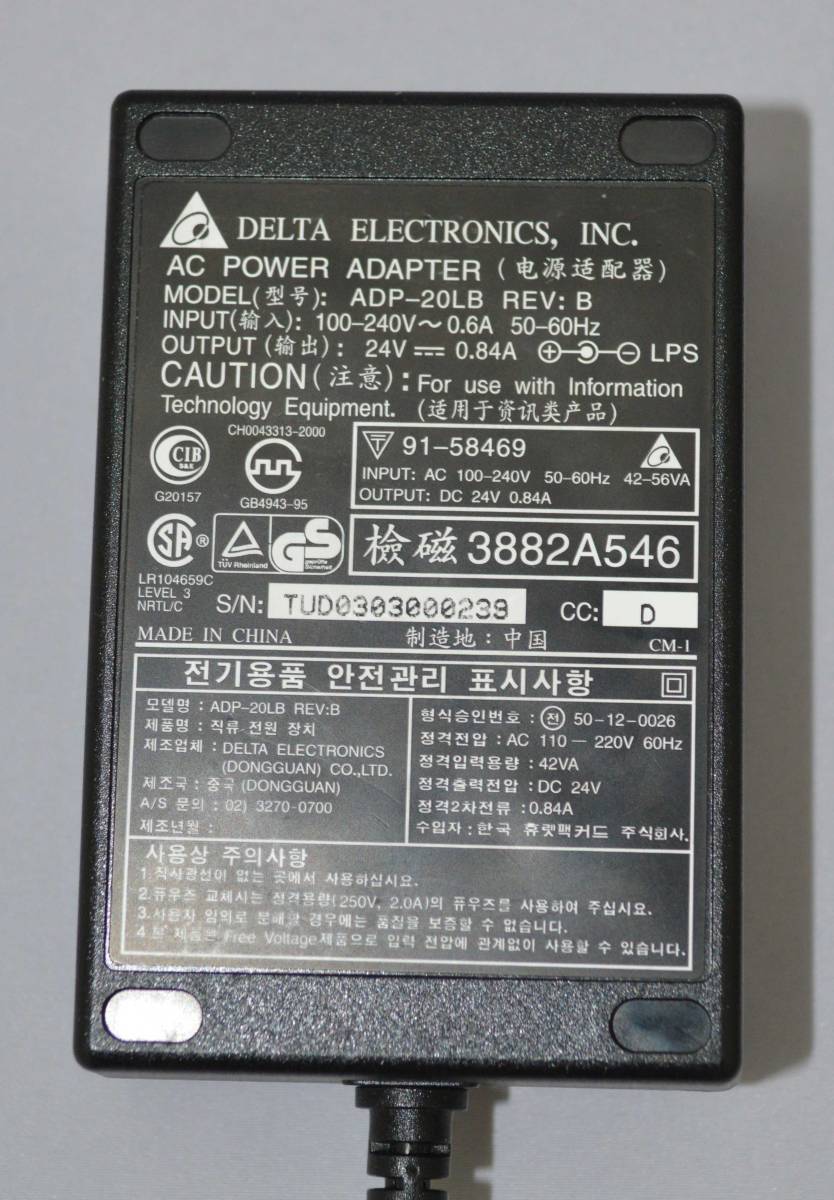 DELTA ELECTRONICS, INC.
AC POWER ADAPTER (电源适配器)
MODEL(型号): ADP-20LB REV: B
INPUT(输入): 100-240V~ 0.6A 50-60Hz
OUTPUT (输出): 24V ⎓ 0.84A LPS
CAUTION(注意): For use with Information
Technology Equipment. (适用于资讯类产品)
CIB
S&E
G20157
CH0043313-2000
GB4943-95
91-58469
INPUT: AC 100-240V 50-60Hz 42-56VA
OUTPUT: DC 24V 0.84A
SA ®
TÜV Rheinland
GS
geprüfte
Sicherheit
檢磁 3882A546
LR104659C
LEVEL 3
NRTL/C
S/N: TUD0303000239 CC: D
MADE IN CHINA 制造地:中国 CM-1
전기용품 안전관리 표시사항
모델명 : ADP-20LB REV:B
제품명 : 직류 전원 장치
제조업체 : DELTA ELECTRONICS
(DONGGUAN) CO.,LTD.
제조국 : 중국 (DONGGUAN)
A/S 문의 : 02) 3270-0700
제조년월 :
형식승인번호 : 전 50-12-0026
정격전압 : AC 110 — 220V 60Hz
정격입력용량 : 42VA
정격출력전압 : DC 24V
정격2차전류 : 0.84A
수입자 : 한국 휴렛팩커드 주식회사.
사용상 주의사항
1.직사광선이 없는 곳에서 사용하십시요.
2.퓨우즈 교체시는 정격용량(250V, 2.0A)의 퓨우즈를 사용하여 주십시요.
3.사용자 임의로 분해할 경우에는 품질을 보증할 수 없습니다.
4.본 제품은 Free Voltage제품으로 입력 전압에 관계없이 사용할 수 있습니다.